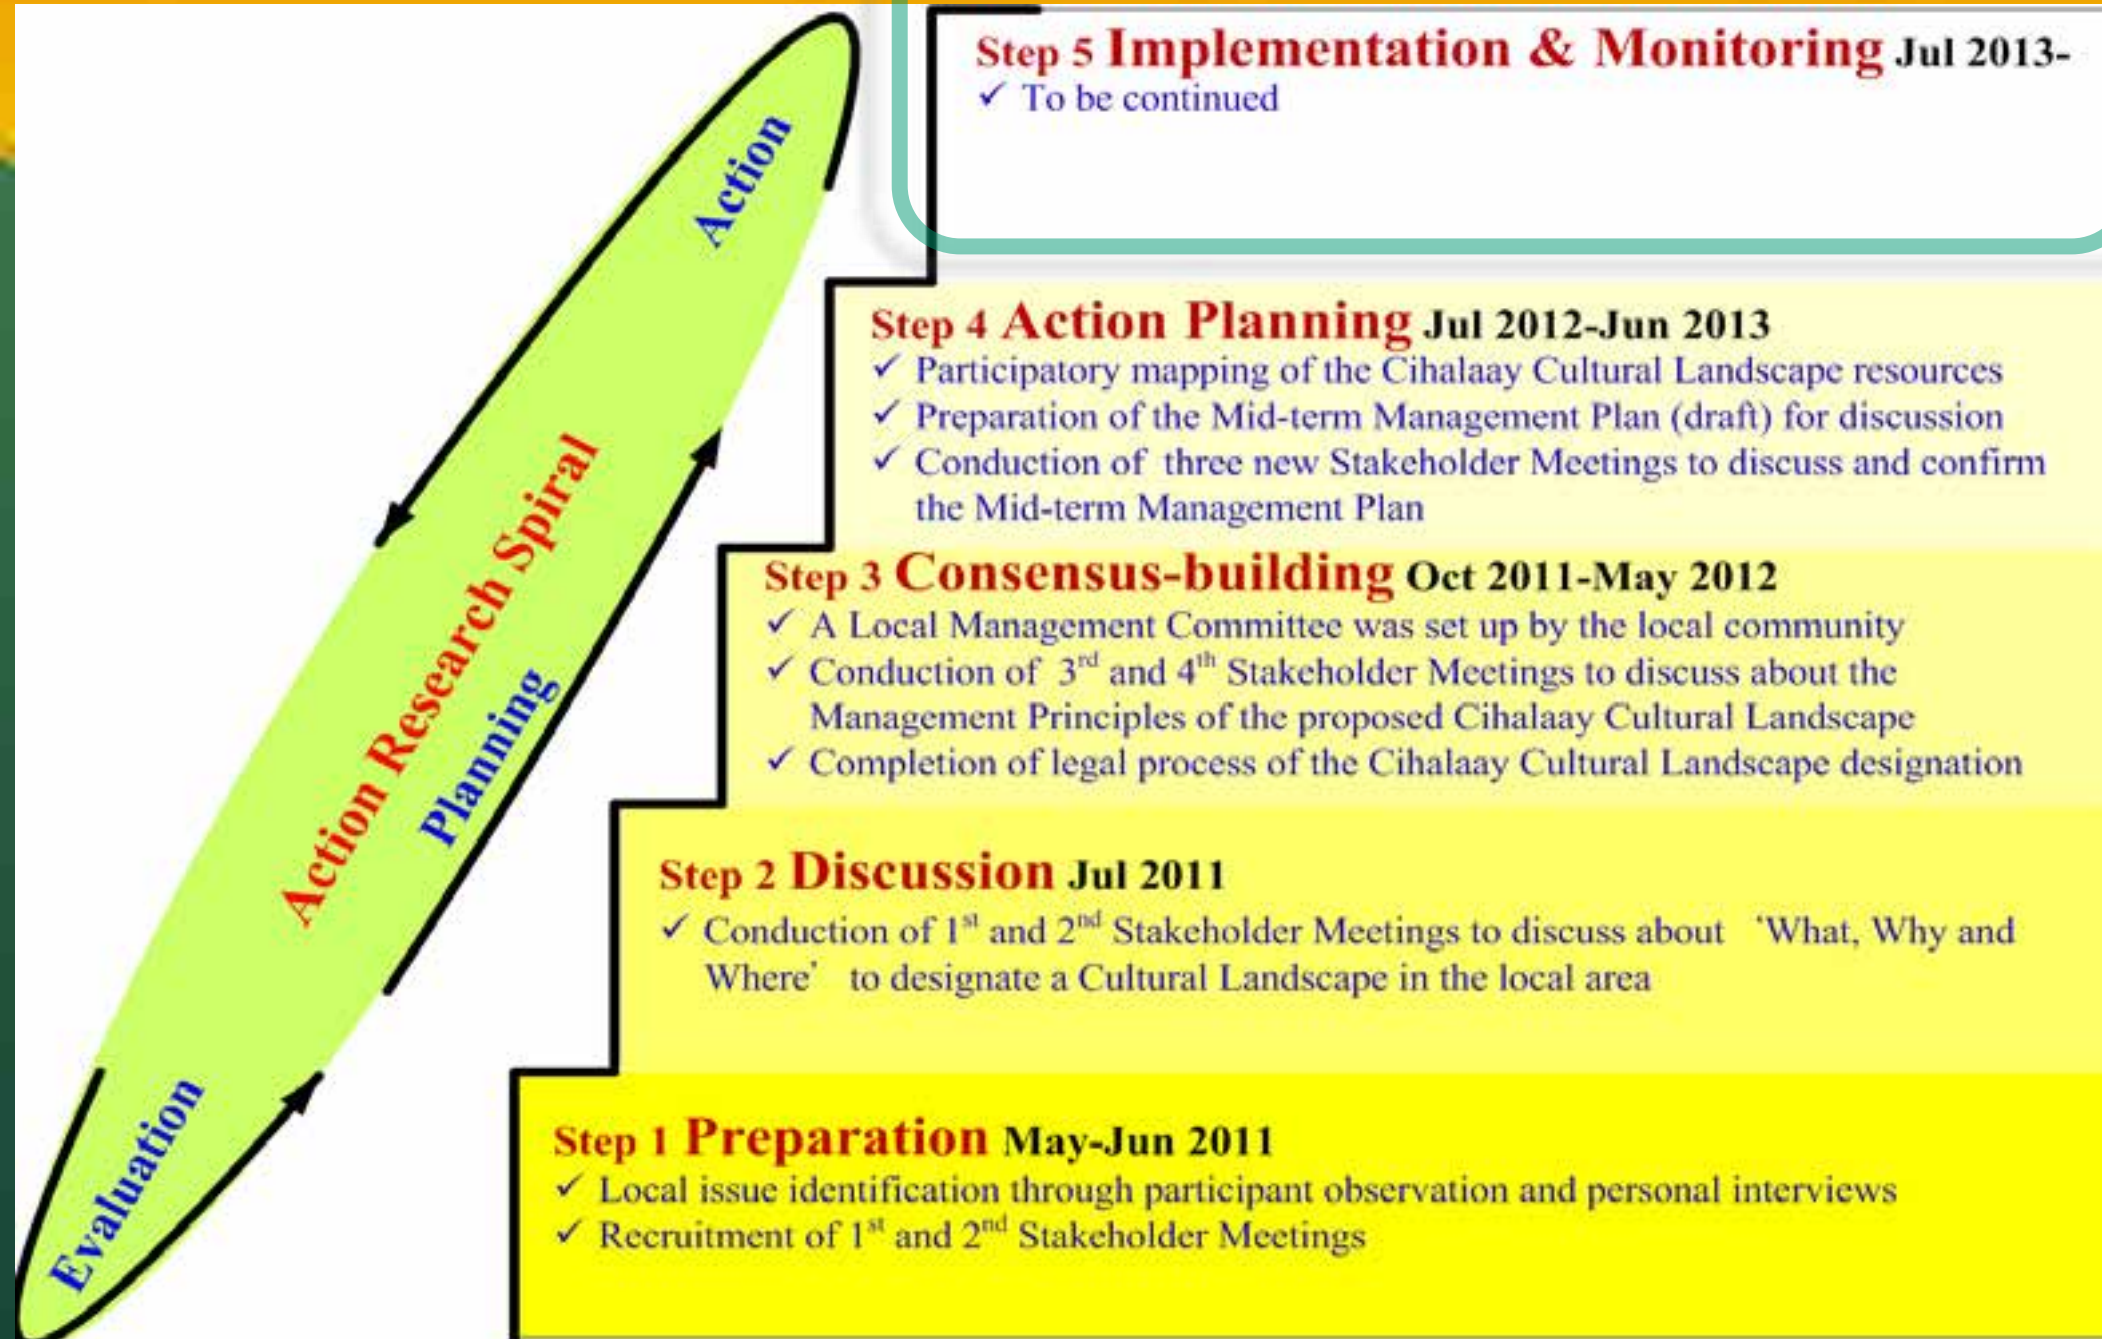 Step 5 Implementation & Monitoring Jul 2013-
✓ To be continued
Step 4 Action Planning Jul 2012-Jun 2013
✓ Participatory mapping of the Cihalaay Cultural Landscape resources
✓ Preparation of the Mid-term Management Plan (draft) for discussion
✓ Conduction of three new Stakeholder Meetings to discuss and confirm
the Mid-term Management Plan
Step 3 Consensus-building Oct 2011-May 2012
✓ A Local Management Committee was set up by the local community
✓ Conduction of 3rd and 4th Stakeholder Meetings to discuss about the
Management Principles of the proposed Cihalaay Cultural Landscape
✓ Completion of legal process of the Cihalaay Cultural Landscape designation
Step 2 Discussion Jul 2011
✓ Conduction of 1st and 2nd Stakeholder Meetings to discuss about 'What, Why and
Where' to designate a Cultural Landscape in the local area
Step 1 Preparation May-Jun 2011
✓ Local issue identification through participant observation and personal interviews
✓ Recruitment of 1st and 2nd Stakeholder Meetings
Action
Action Research Spiral
Planning
Evaluation